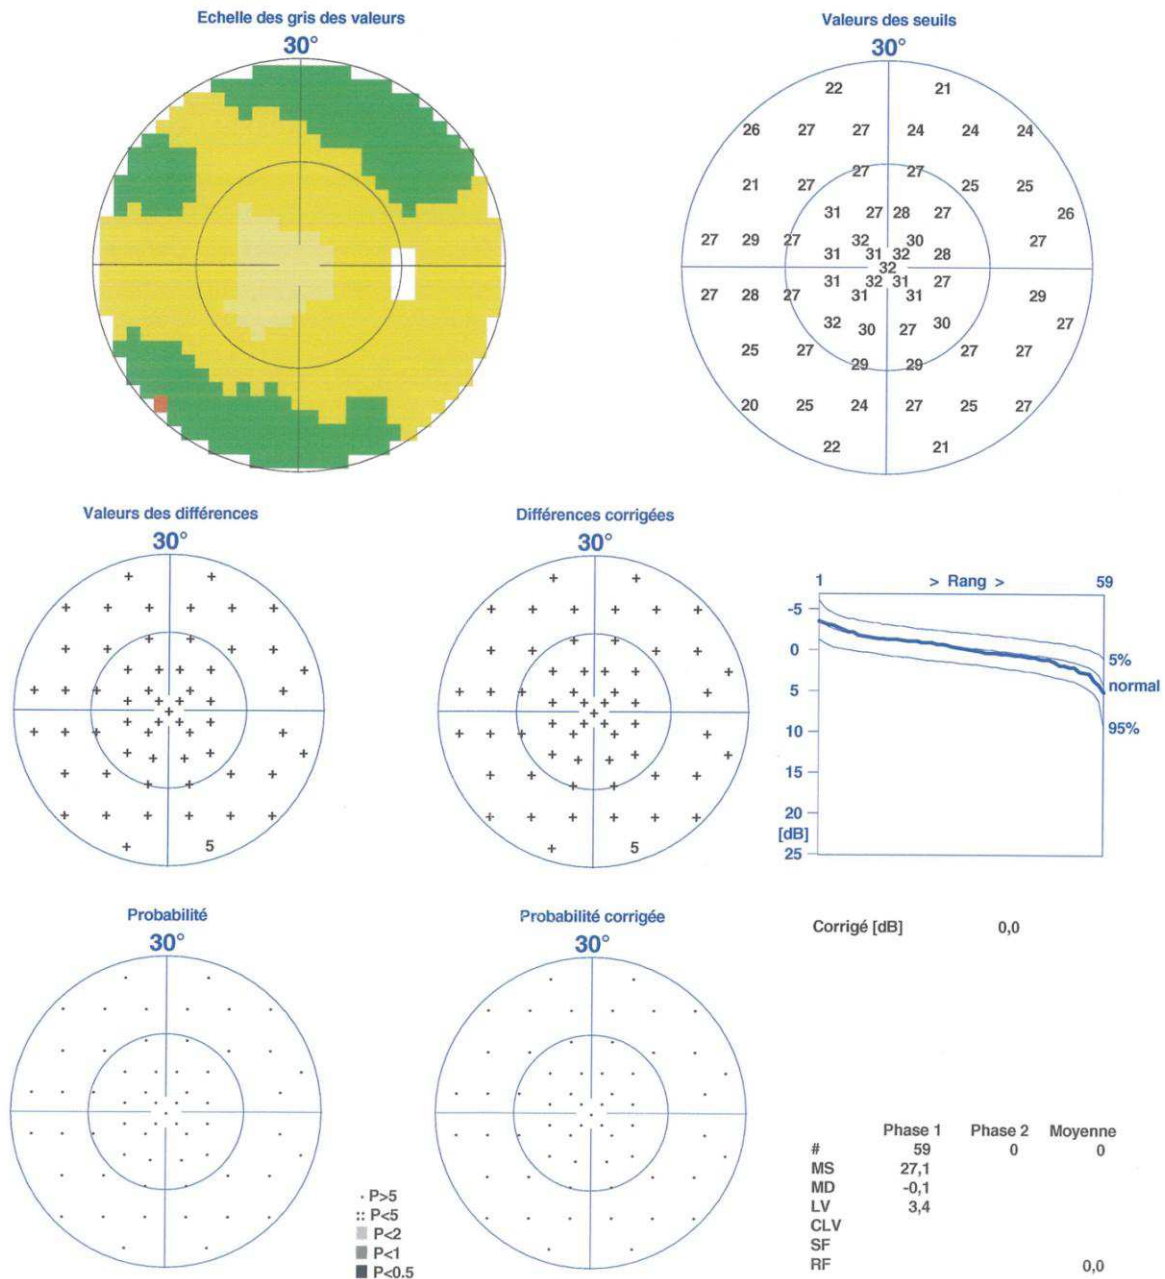 Echelle des gris des valeurs
30°
Valeurs des seuils
30°
22 21
26 27 27 24 24 24
27 27
21 27 25 25
31 27 28 27 26
27 29 27 32 30 27
31 31 32 28
32
31 32 31 27
27 28 27 31 31 29
32 30 27 30 27
25 27 27 27
29 29
20 25 24 27 25 27
22 21
Valeurs des différences
30°
+ +
+ + + + + +
+ +
+ + + +
+ + + + +
+ + + + + +
+ + + +
+
+ + + +
+ + + + + +
+ + + + +
+ + + +
+ +
+ + + + + +
+ 5
Différences corrigées
30°
+ +
+ + + + + +
+ +
+ + + +
+ + + + +
+ + + + + +
+ + + +
+
+ + + +
+ + + + + +
+ + + + +
+ + + +
+ +
+ + + + + +
+ 5
1 > Rang > 59
-5
0
5
10
15
20
[dB]
25
5%
normal
95%
Probabilité
30°
Probabilité corrigée
30°
P>5
P<5
P<2
P<1
P<0.5
Corrigé [dB] 0,0
Phase 1 Phase 2 Moyenne
# 59 0 0
MS 27,1
MD -0,1
LV 3,4
CLV
SF
RF 0,0